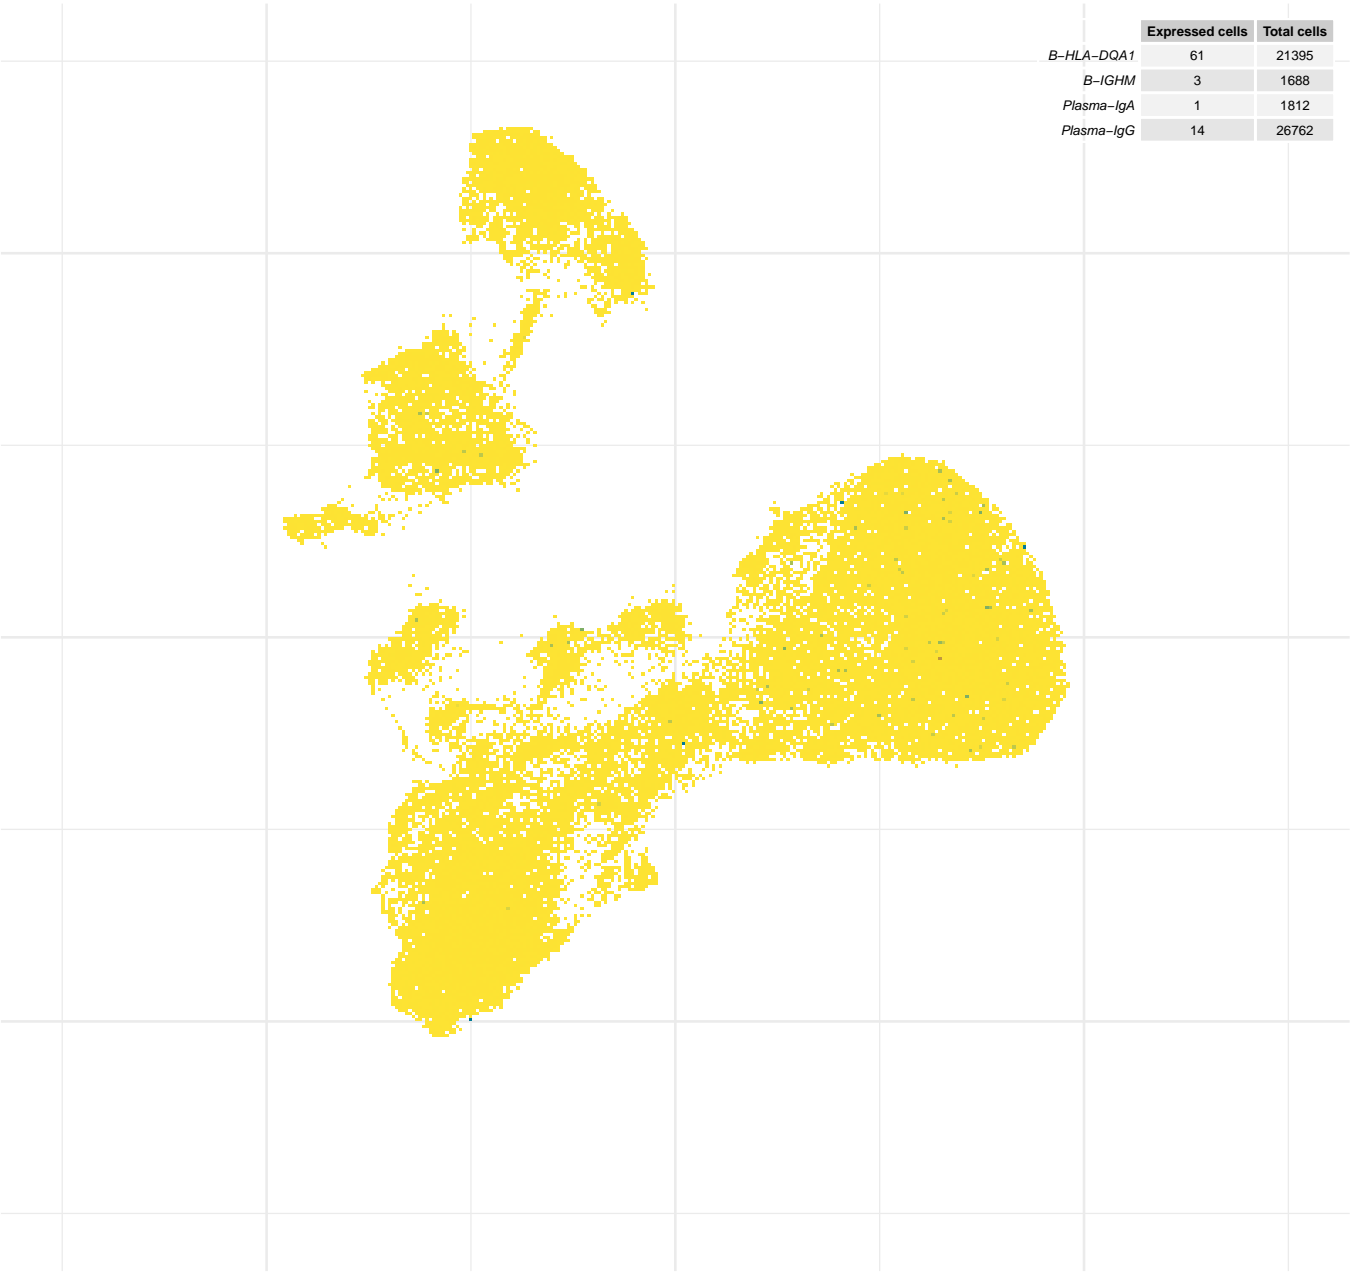 Expressed cells Total cells
B−HLA−DQA1 61 21395
B−IGHM 3 1688
Plasma−IgA 1 1812
Plasma−IgG 14 26762